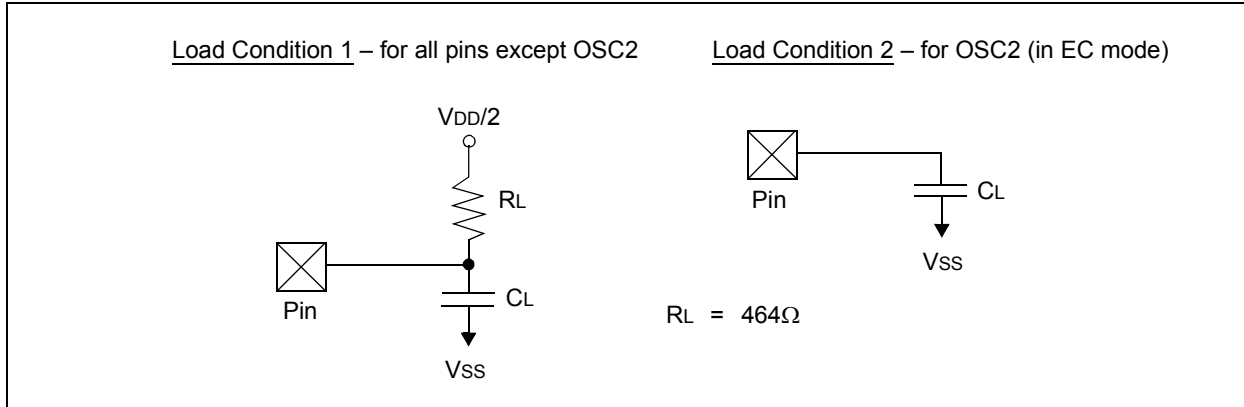 Load Condition 1 – for all pins except OSC2
Load Condition 2 – for OSC2 (in EC mode)
VDD/2
RL
Pin
CL
VSS
Pin
CL
VSS
RL = 464Ω